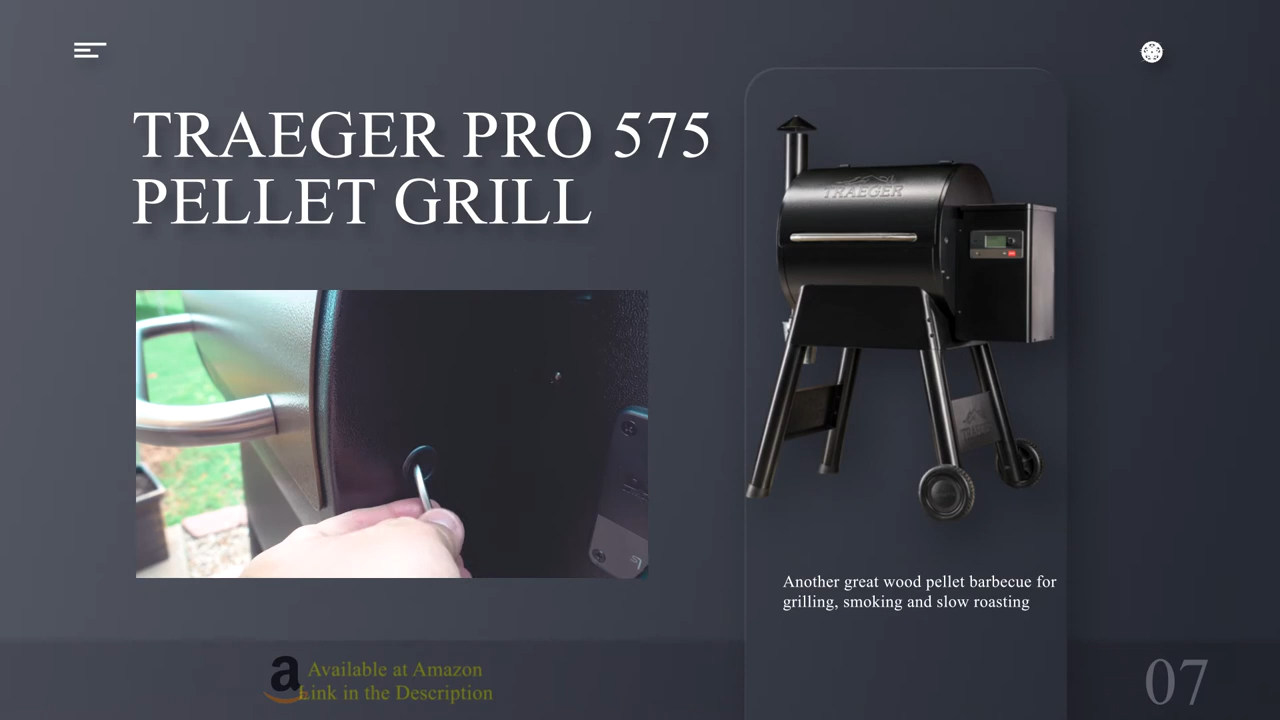 TRAEGER PRO 575
PELLET GRILL
TRAEGER
TRAEGER
Another great wood pellet barbecue for
grilling, smoking and slow roasting
a Available at Amazon
Link in the Description
07